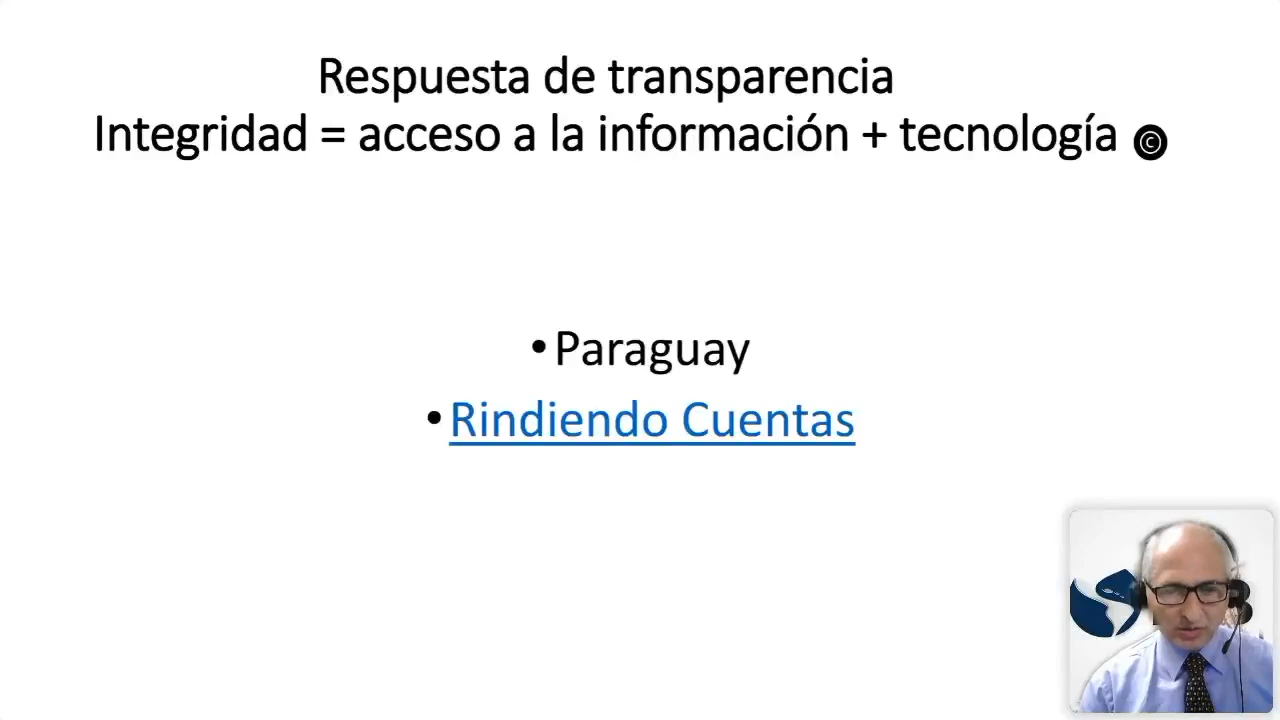 Respuesta de transparencia
Integridad = acceso a la información + tecnología ©
•Paraguay
•Rindiendo Cuentas